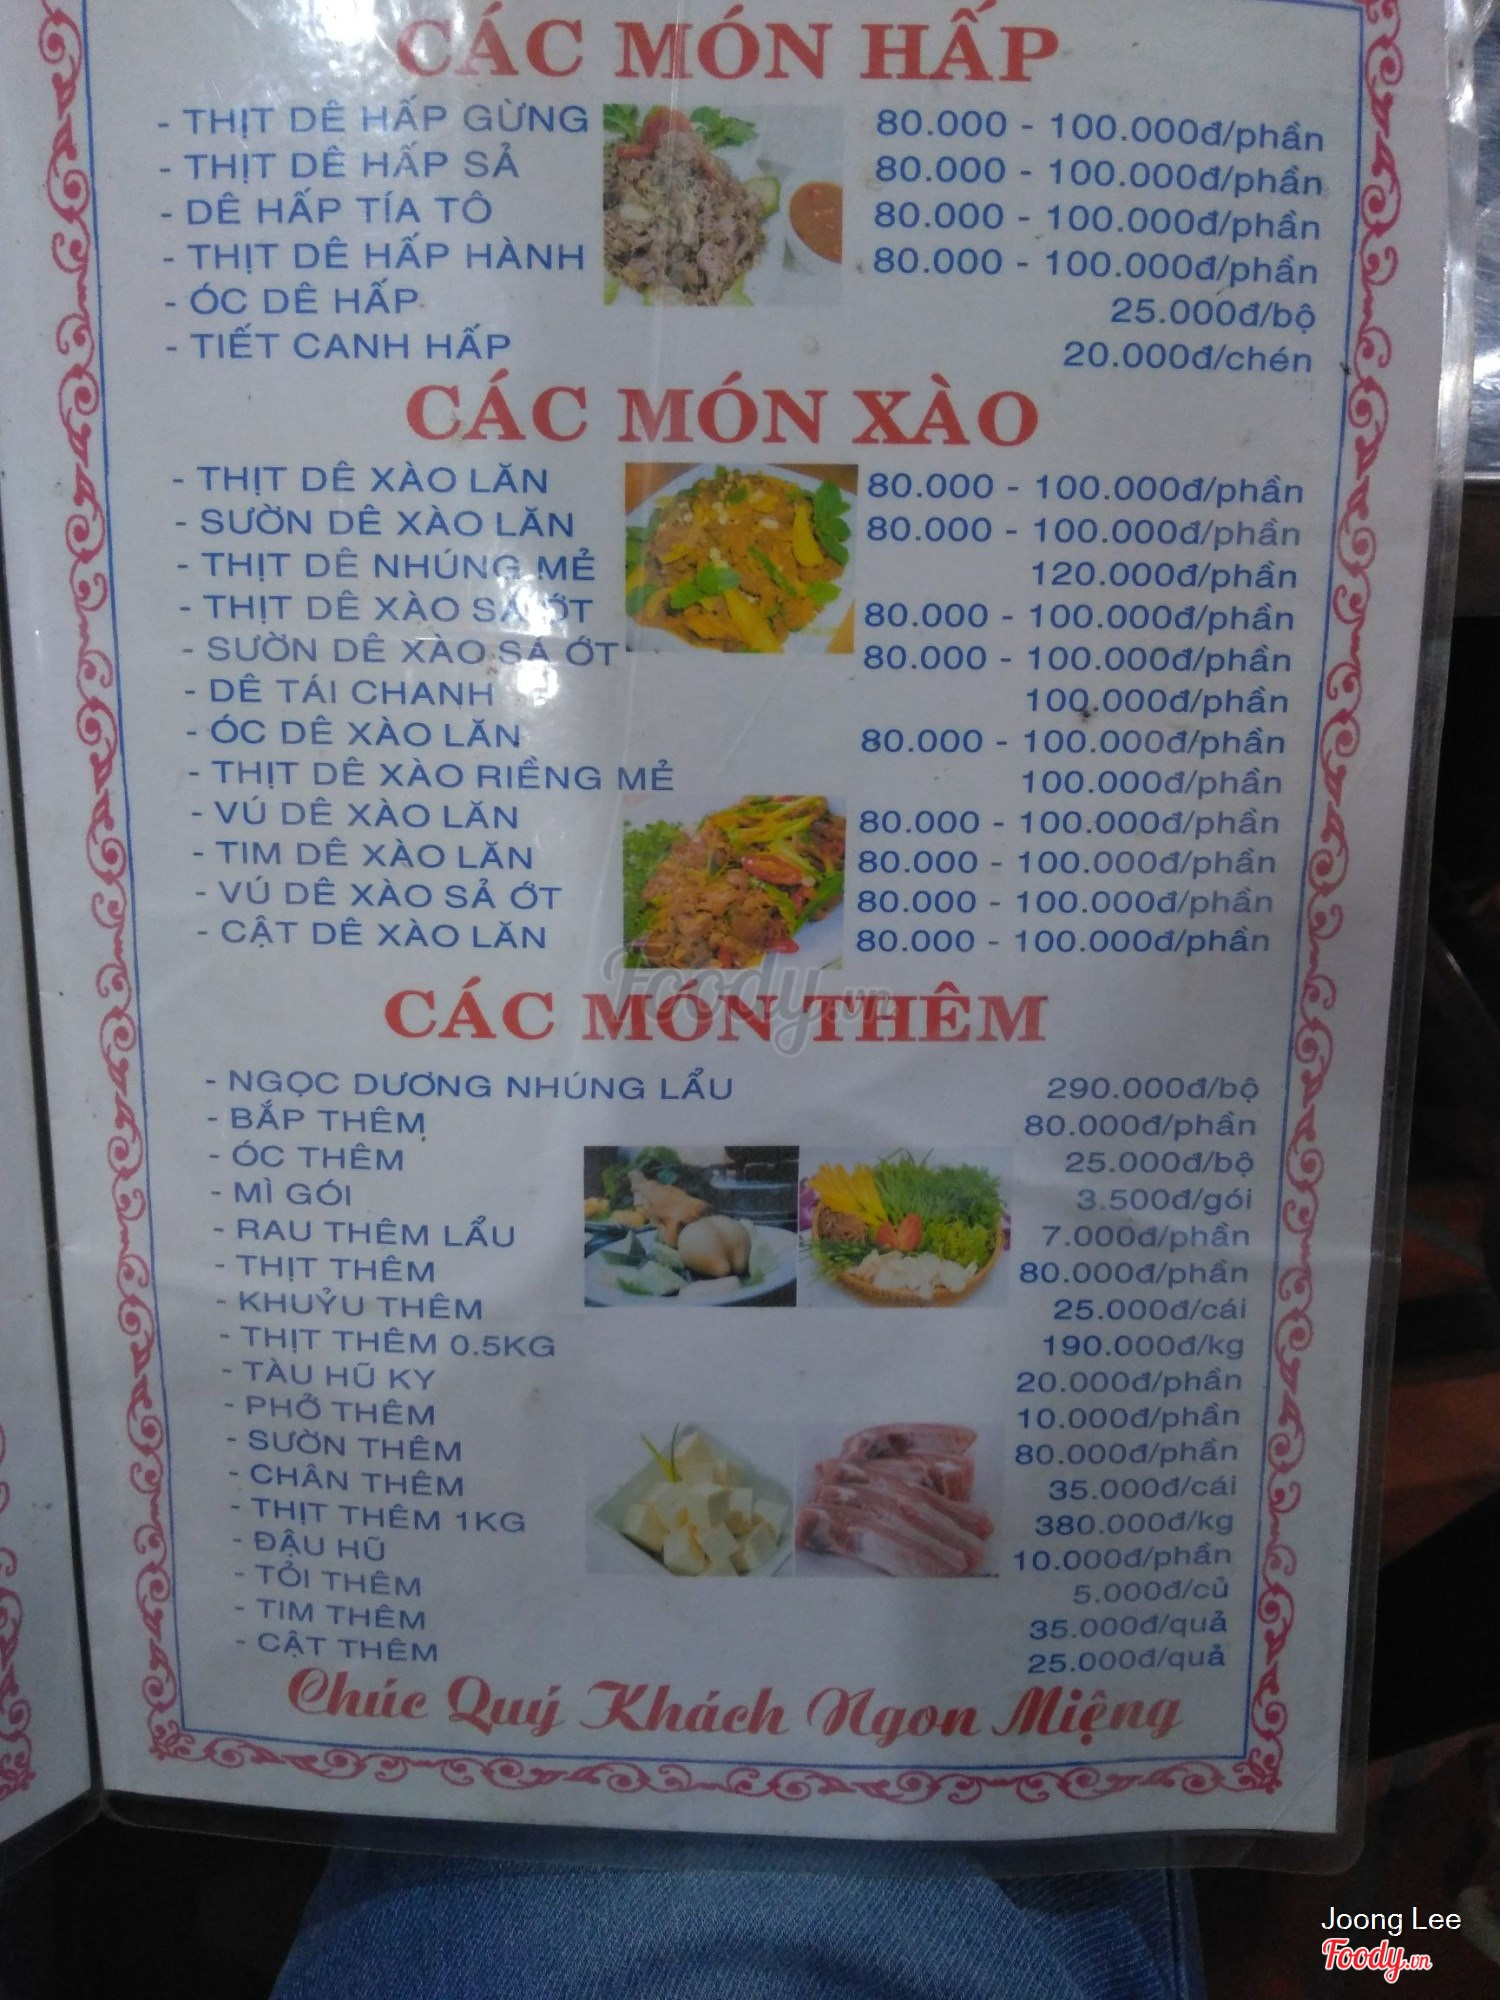 CÁC MÓN HẤP
- THỊT DÊ HẤP GỪNG 80.000 - 100.000đ/phần
- THỊT DÊ HẤP SẢ 80.000 - 100.000đ/phần
- DÊ HẤP TÍA TÔ 80.000 - 100.000đ/phần
- THỊT DÊ HẤP HÀNH 80.000 - 100.000đ/phần
- ÓC DÊ HẤP 25.000đ/bộ
- TIẾT CANH HẤP 20.000đ/chén
CÁC MÓN XÀO
- THỊT DÊ XÀO LĂN 80.000 - 100.000đ/phần
- SƯỜN DÊ XÀO LĂN 80.000 - 100.000đ/phần
- THỊT DÊ NHÚNG MẺ 120.000đ/phần
- THỊT DÊ XÀO SẢ ỚT 80.000 - 100.000đ/phần
- SƯỜN DÊ XÀO SẢ ỚT 80.000 - 100.000đ/phần
- DÊ TÁI CHANH 100.000đ/phần
- ÓC DÊ XÀO LĂN 80.000 - 100.000đ/phần
- THỊT DÊ XÀO RIỀNG MẺ 100.000đ/phần
- VÚ DÊ XÀO LĂN 80.000 - 100.000đ/phần
- TIM DÊ XÀO LĂN 80.000 - 100.000đ/phần
- VÚ DÊ XÀO SẢ ỚT 80.000 - 100.000đ/phần
- CẬT DÊ XÀO LĂN 80.000 - 100.000đ/phần
Foody.vn
CÁC MÓN THÊM
- NGỌC DƯƠNG NHÚNG LẨU 290.000đ/bộ
- BẮP THÊM 80.000đ/phần
- ÓC THÊM 25.000đ/bộ
- MÌ GÓI 3.500đ/gói
- RAU THÊM LẨU 7.000đ/phần
- THỊT THÊM 80.000đ/phần
- KHUỶU THÊM 25.000đ/cái
- THỊT THÊM 0.5KG 190.000đ/kg
- TÀU HŨ KY 20.000đ/phần
- PHỞ THÊM 10.000đ/phần
- SƯỜN THÊM 80.000đ/phần
- CHÂN THÊM 35.000đ/cái
- THỊT THÊM 1KG 380.000đ/kg
- ĐẬU HŨ 10.000đ/phần
- TỎI THÊM 5.000đ/củ
- TIM THÊM 35.000đ/quả
- CẬT THÊM 25.000đ/quả
Chúc Quý Khách Ngon Miệng
Joong Lee
Foody.vn